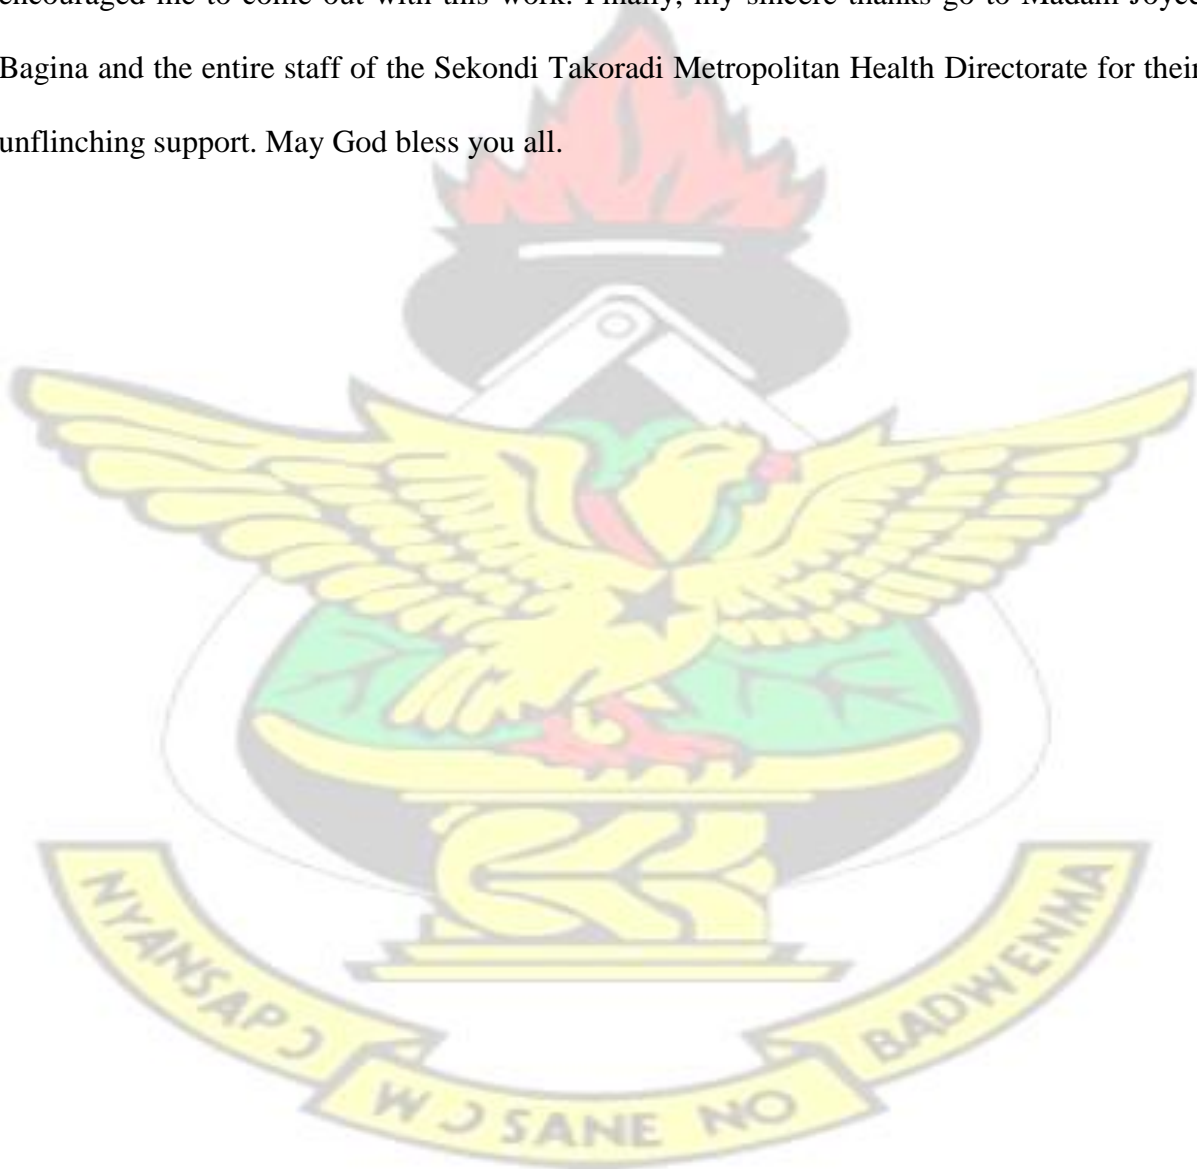 encouraged me to come out with this work. Finally, my sincere thanks go to Madam Joyce
Bagina and the entire staff of the Sekondi Takoradi Metropolitan Health Directorate for their
unflinching support. May God bless you all.
NYANSAPƆ
WƆSANE NO
BADWENMA